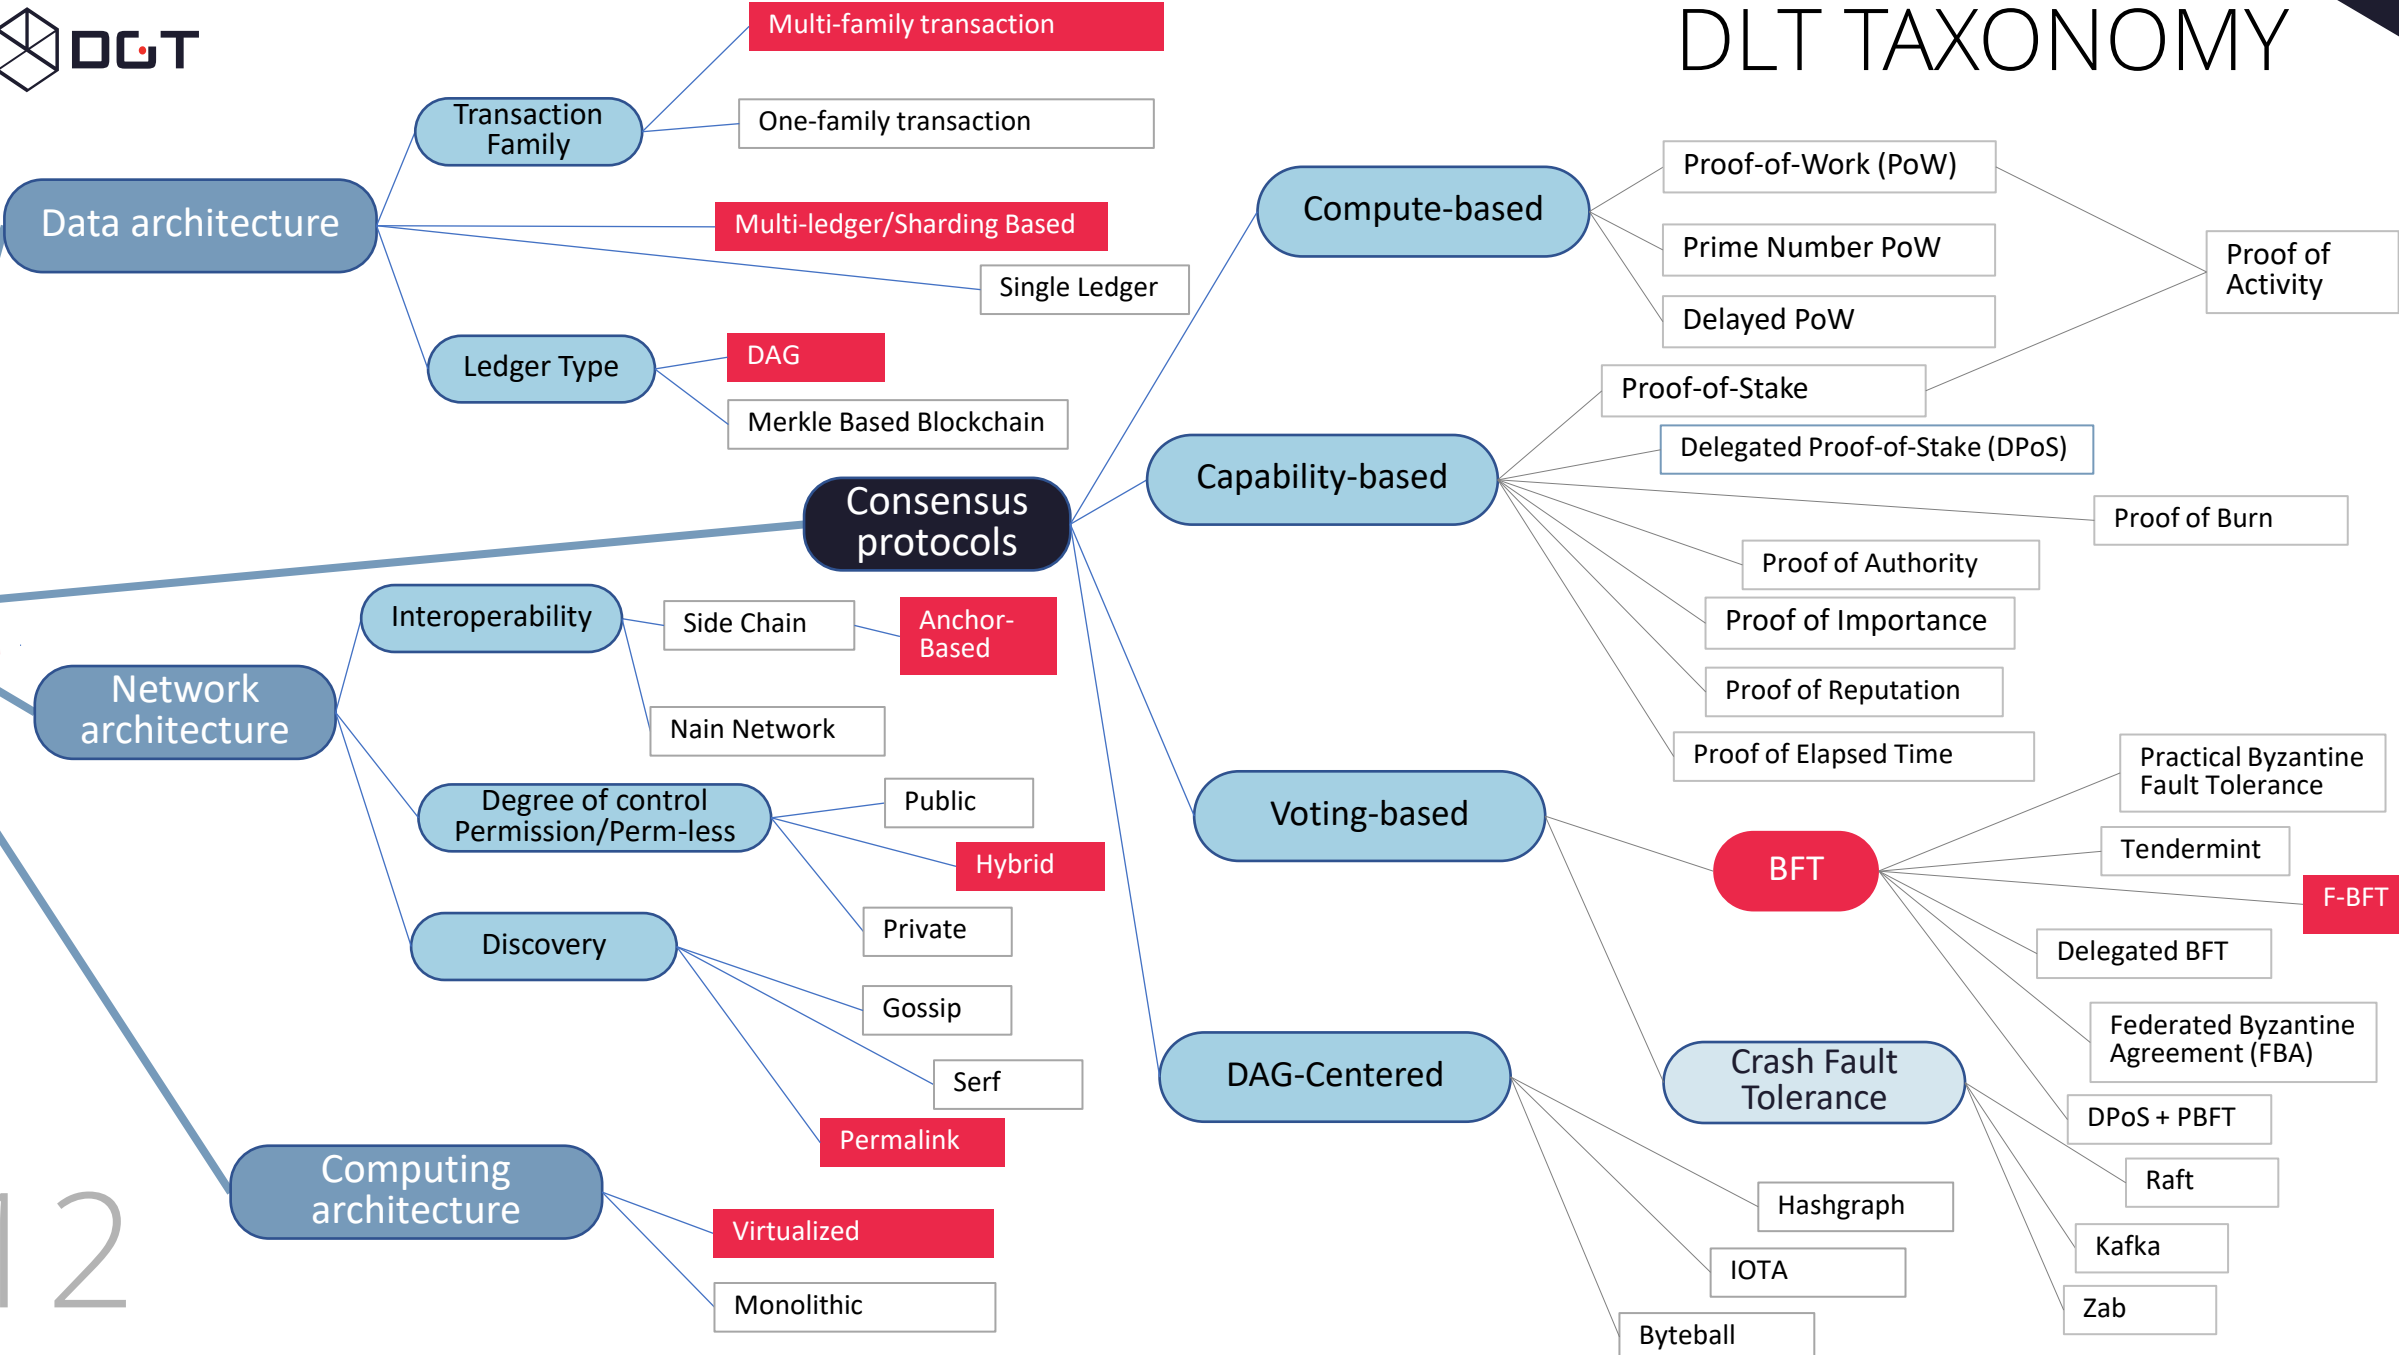 DGT
DLT TAXONOMY
Multi-family transaction
Transaction
Family
One-family transaction
Data architecture
Multi-ledger/Sharding Based
Single Ledger
Ledger Type
DAG
Merkle Based Blockchain
Consensus
protocols
Compute-based
Proof-of-Work (PoW)
Prime Number PoW
Delayed PoW
Proof of
Activity
Capability-based
Proof-of-Stake
Delegated Proof-of-Stake (DPoS)
Proof of Burn
Proof of Authority
Proof of Importance
Proof of Reputation
Proof of Elapsed Time
Voting-based
BFT
Practical Byzantine
Fault Tolerance
Tendermint
F-BFT
Delegated BFT
Federated Byzantine
Agreement (FBA)
DPoS + PBFT
Crash Fault
Tolerance
Raft
Kafka
Zab
DAG-Centered
Hashgraph
IOTA
Byteball
Network
architecture
Interoperability
Side Chain
Anchor-
Based
Nain Network
Degree of control
Permission/Perm-less
Public
Hybrid
Private
Discovery
Gossip
Serf
Permalink
Computing
architecture
Virtualized
Monolithic
12